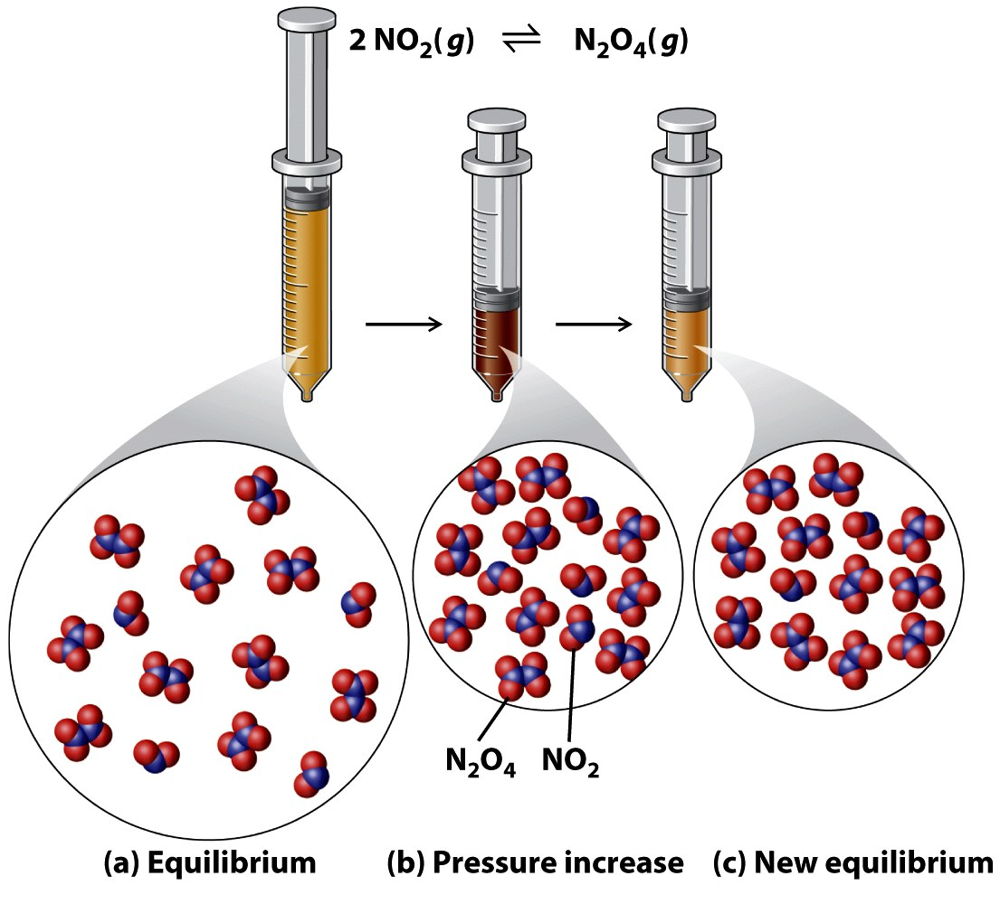 2 NO₂(g) ⇌ N₂O₄(g)
N₂O₄ NO₂
(a) Equilibrium (b) Pressure increase (c) New equilibrium